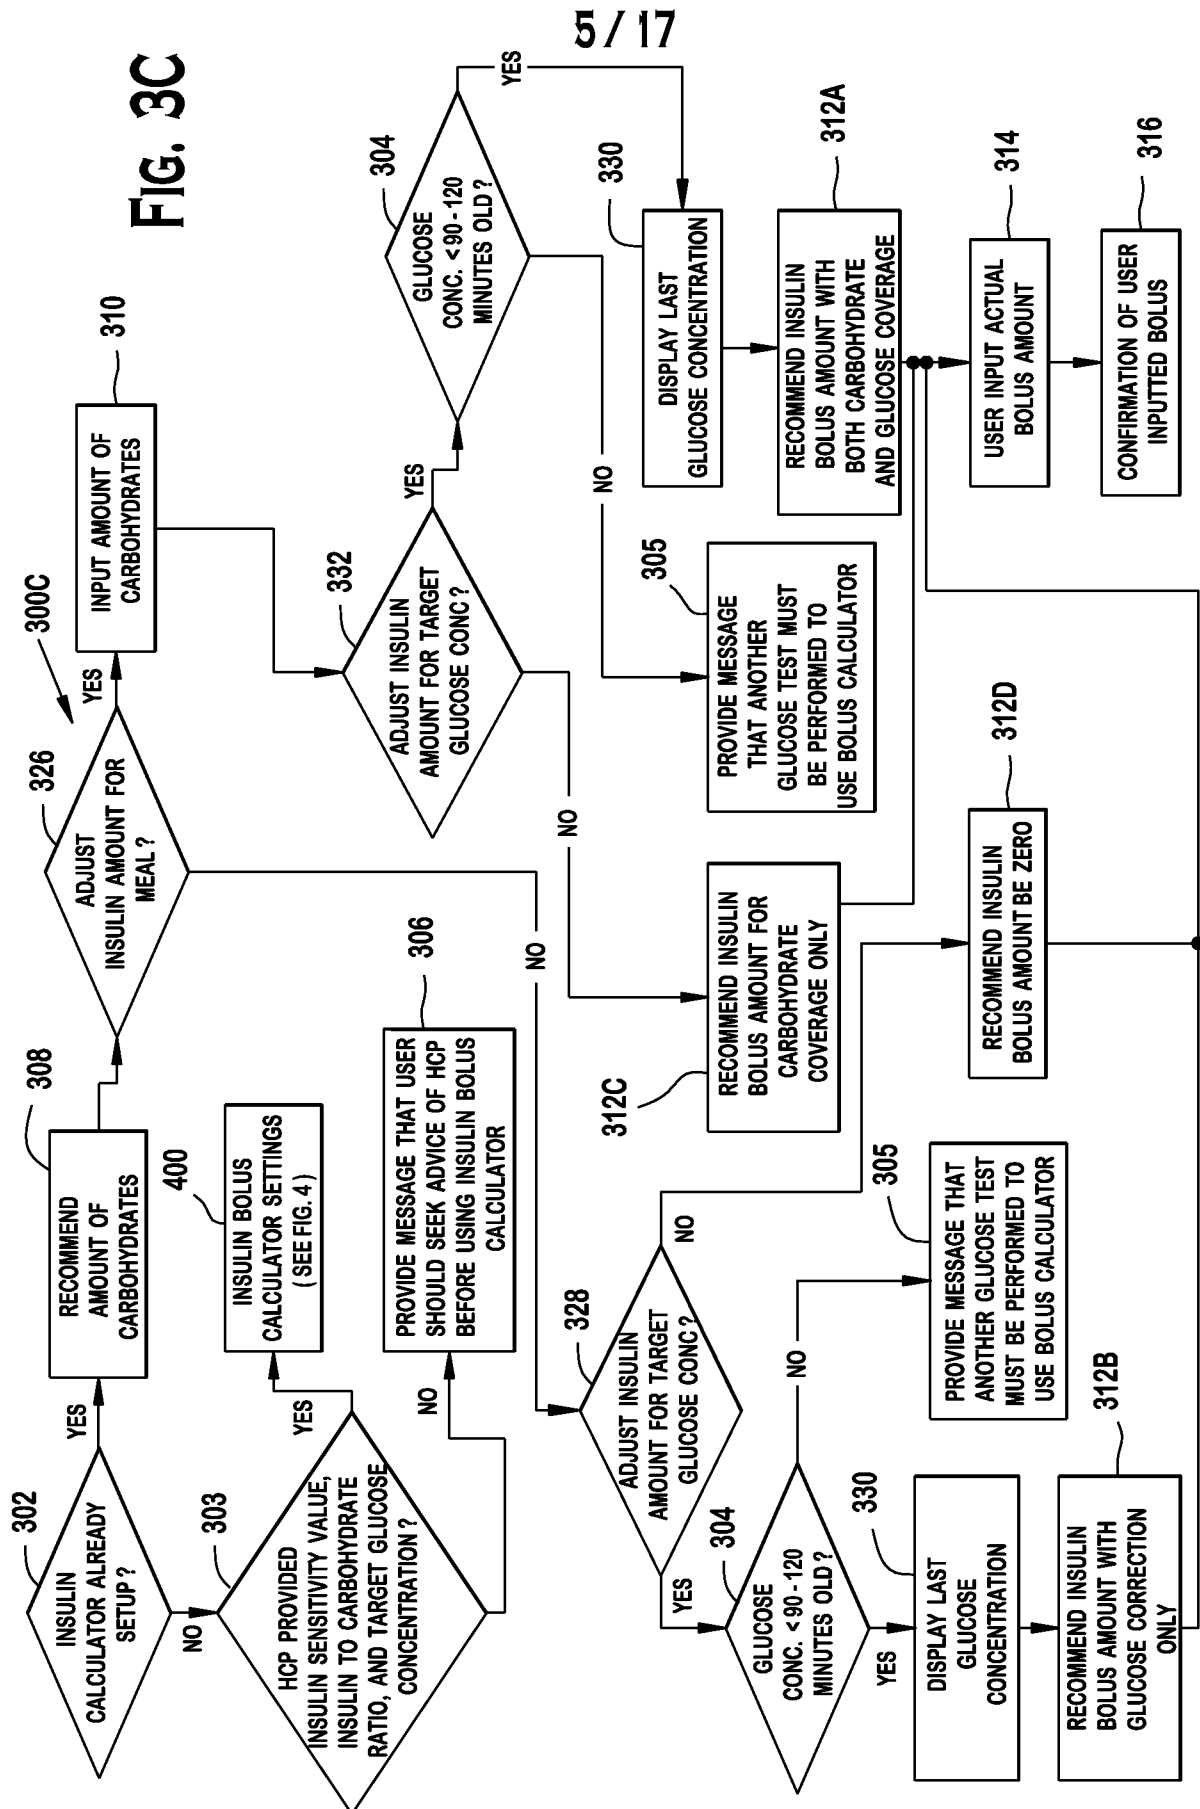 5 / 17
FIG. 3C
302
INSULIN
CALCULATOR ALREADY
SETUP?
YES
NO
308
RECOMMEND
AMOUNT OF
CARBOHYDRATES
326
ADJUST
INSULIN AMOUNT FOR
MEAL?
YES
NO
300C
310
INPUT AMOUNT OF
CARBOHYDRATES
303
HCP PROVIDED
INSULIN SENSITIVITY VALUE,
INSULIN TO CARBOHYDRATE
RATIO, AND TARGET GLUCOSE
CONCENTRATION?
YES
NO
400
INSULIN BOLUS
CALCULATOR SETTINGS
(SEE FIG. 4)
306
PROVIDE MESSAGE THAT USER
SHOULD SEEK ADVICE OF HCP
BEFORE USING INSULIN BOLUS
CALCULATOR
332
ADJUST INSULIN
AMOUNT FOR TARGET
GLUCOSE CONC?
YES
NO
304
GLUCOSE
CONC. <90-120
MINUTES OLD?
YES
NO
328
ADJUST INSULIN
AMOUNT FOR TARGET
GLUCOSE CONC?
YES
NO
312C
RECOMMEND INSULIN
BOLUS AMOUNT FOR
CARBOHYDRATE
COVERAGE ONLY
305
PROVIDE MESSAGE
THAT ANOTHER
GLUCOSE TEST MUST
BE PERFORMED TO
USE BOLUS CALCULATOR
330
DISPLAY LAST
GLUCOSE CONCENTRATION
312A
RECOMMEND INSULIN
BOLUS AMOUNT WITH
BOTH CARBOHYDRATE
AND GLUCOSE COVERAGE
304
GLUCOSE
CONC. <90-120
MINUTES OLD?
YES
NO
305
PROVIDE MESSAGE THAT
ANOTHER GLUCOSE TEST
MUST BE PERFORMED TO
USE BOLUS CALCULATOR
312D
RECOMMEND INSULIN
BOLUS AMOUNT BE ZERO
314
USER INPUT ACTUAL
BOLUS AMOUNT
330
DISPLAY LAST
GLUCOSE
CONCENTRATION
312B
RECOMMEND INSULIN
BOLUS AMOUNT WITH
GLUCOSE CORRECTION
ONLY
316
CONFIRMATION OF USER
INPUTTED BOLUS